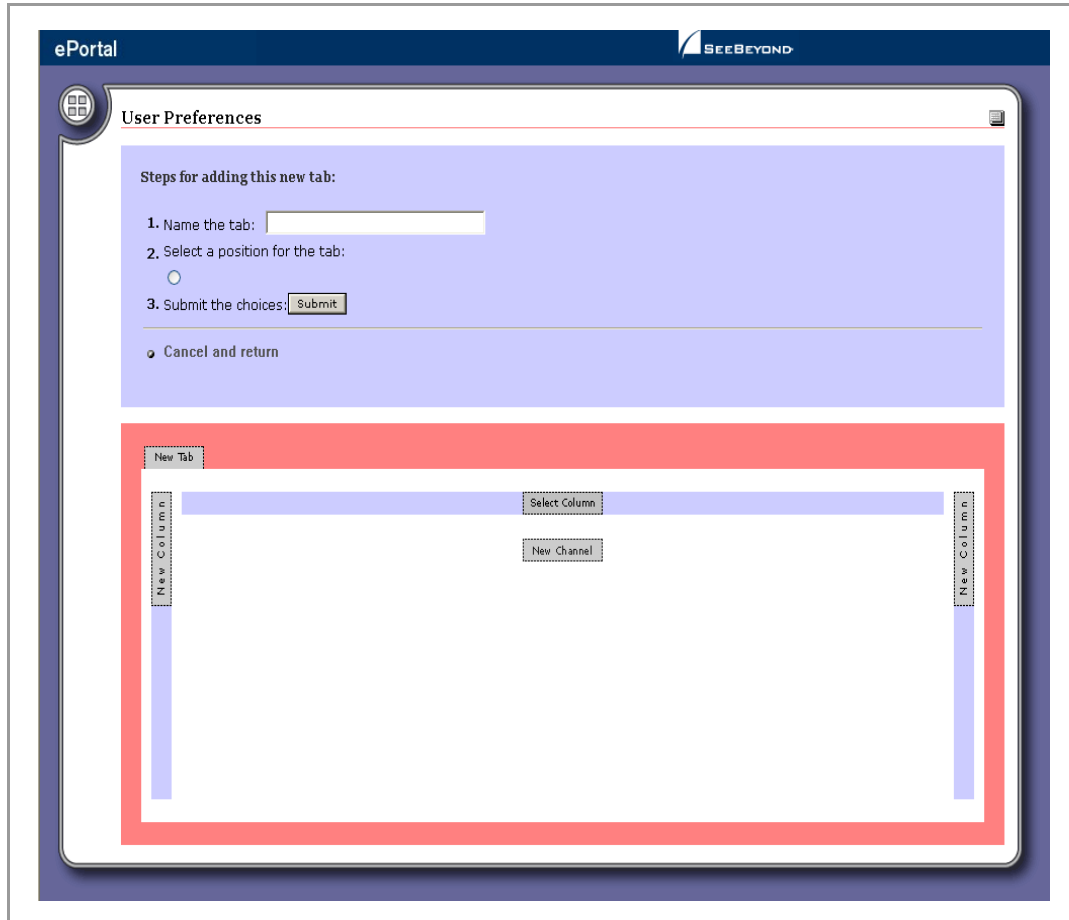 ePortal
SEEBEYOND
User Preferences
Steps for adding this new tab:
1. Name the tab:
2. Select a position for the tab:
3. Submit the choices: Submit
Cancel and return
New Tab
New Column
Select Column
New Column
New Channel